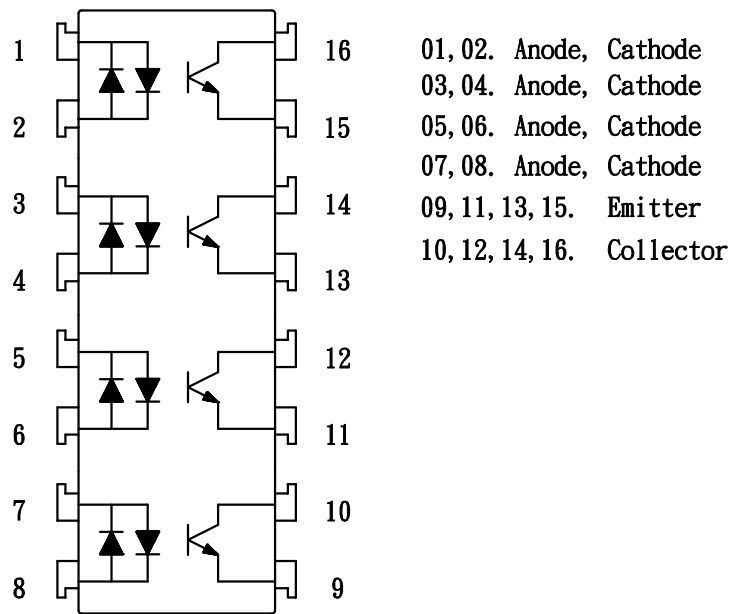 1 16
2 15
3 14
4 13
5 12
6 11
7 10
8 9
01,02. Anode, Cathode
03,04. Anode, Cathode
05,06. Anode, Cathode
07,08. Anode, Cathode
09,11,13,15. Emitter
10,12,14,16. Collector